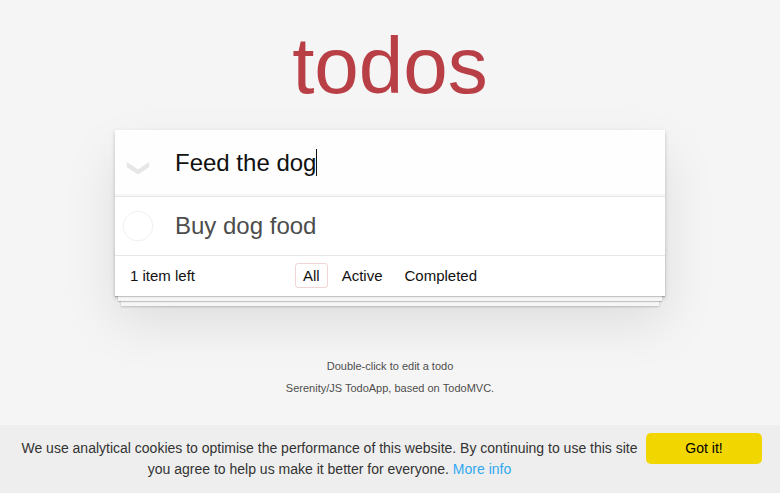 todos
Feed the dog
Buy dog food
1 item left All Active Completed
Double-click to edit a todo
Serenity/JS TodoApp, based on TodoMVC.
We use analytical cookies to optimise the performance of this website. By continuing to use this site
you agree to help us make it better for everyone. More info
Got it!